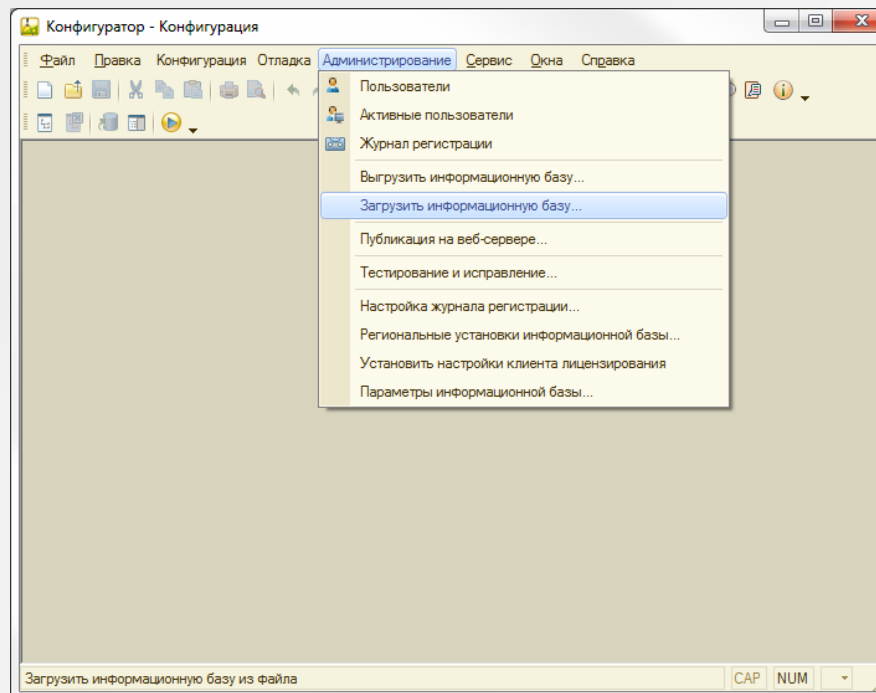 Конфигуратор - Конфигурация
Файл Правка Конфигурация Отладка Администрирование Сервис Окна Справка
Пользователи
Активные пользователи
Журнал регистрации
Выгрузить информационную базу...
Загрузить информационную базу...
Публикация на веб-сервере...
Тестирование и исправление...
Настройка журнала регистрации...
Региональные установки информационной базы...
Установить настройки клиента лицензирования
Параметры информационной базы...
Загрузить информационную базу из файла CAP NUM